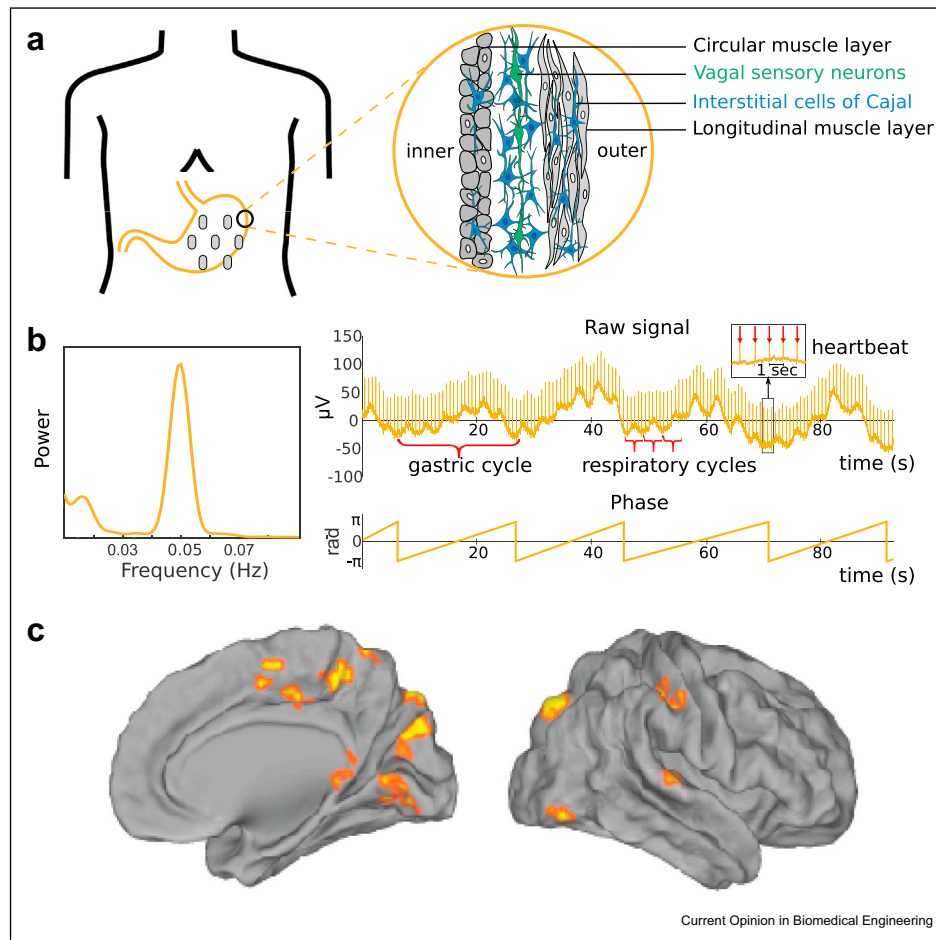 a
Circular muscle layer
Vagal sensory neurons
Interstitial cells of Cajal
Longitudinal muscle layer
inner
outer
b
Power
0.03
0.05
0.07
Frequency (Hz)
Raw signal
150
100
50
0
-50
-100
μV
20
40
60
80
time (s)
gastric cycle
respiratory cycles
heartbeat
1 sec
Phase
π
0
-π
rad
20
40
60
80
time (s)
c
Current Opinion in Biomedical Engineering